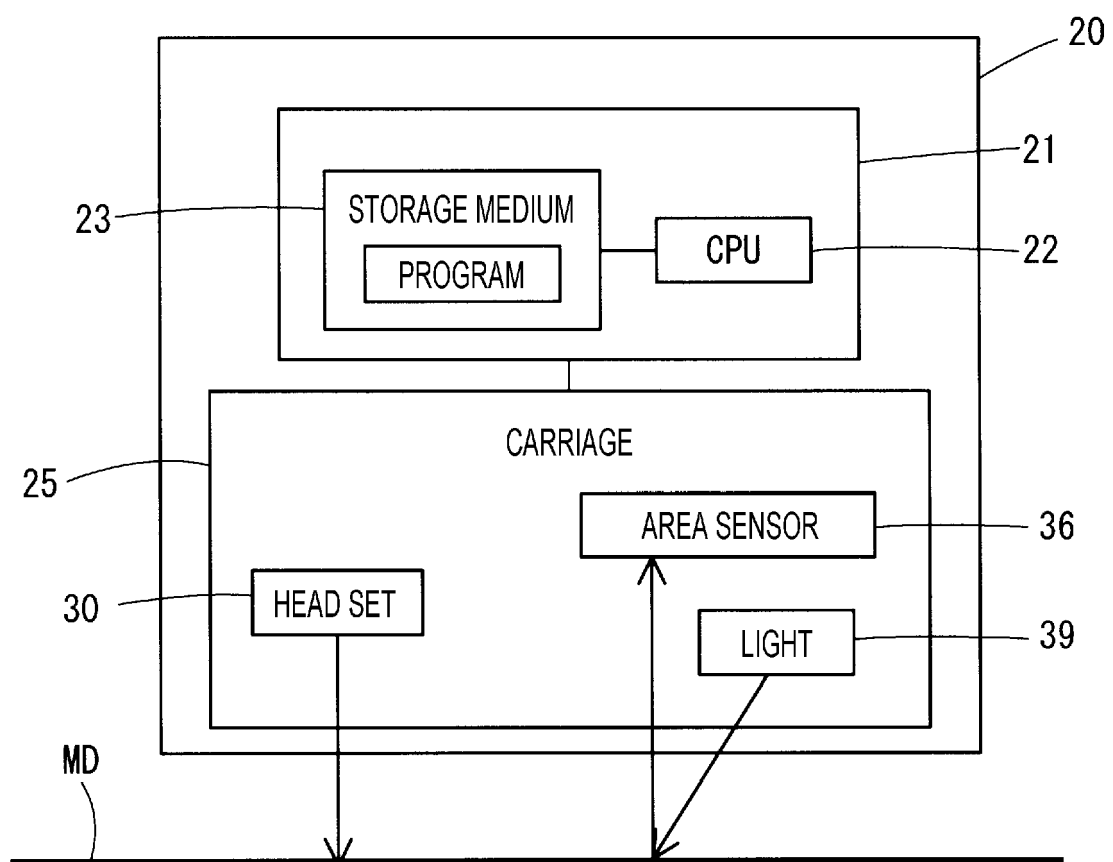 20
21
23
STORAGE MEDIUM
CPU
22
PROGRAM
CARRIAGE
25
AREA SENSOR
36
30
HEAD SET
LIGHT
39
MD